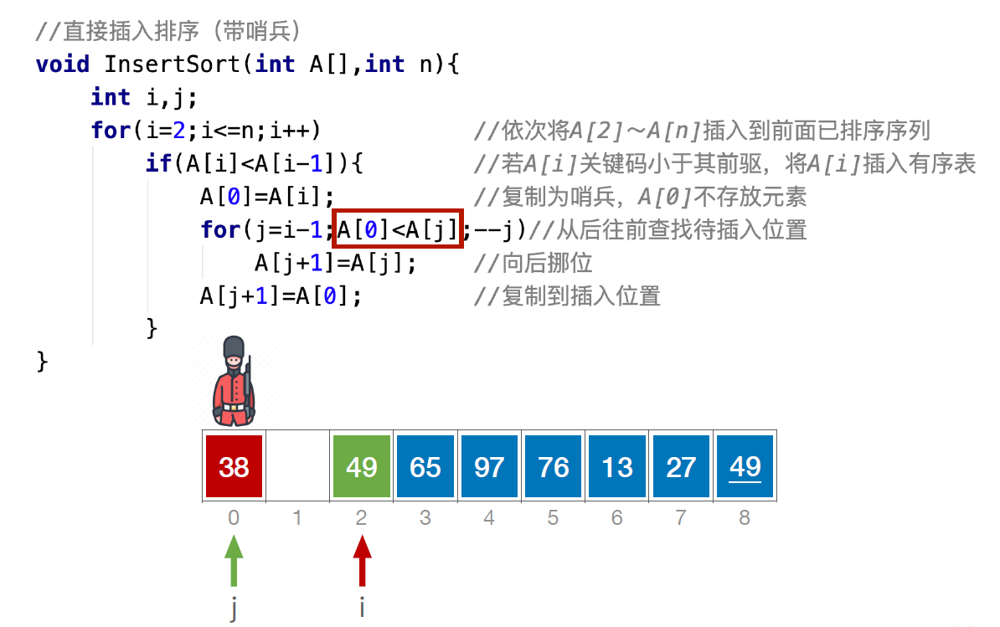 //直接插入排序（带哨兵）
void InsertSort(int A[],int n){
int i,j;
for(i=2;i<=n;i++) //依次将A[2]～A[n]插入到前面已排序序列
if(A[i]<A[i-1]){ //若A[i]关键码小于其前驱，将A[i]插入有序表
A[0]=A[i]; //复制为哨兵，A[0]不存放元素
for(j=i-1;A[0]<A[j];--j)//从后往前查找待插入位置
A[j+1]=A[j]; //向后挪位
A[j+1]=A[0]; //复制到插入位置
}
}
38 49 65 97 76 13 27 49
0 1 2 3 4 5 6 7 8
j i